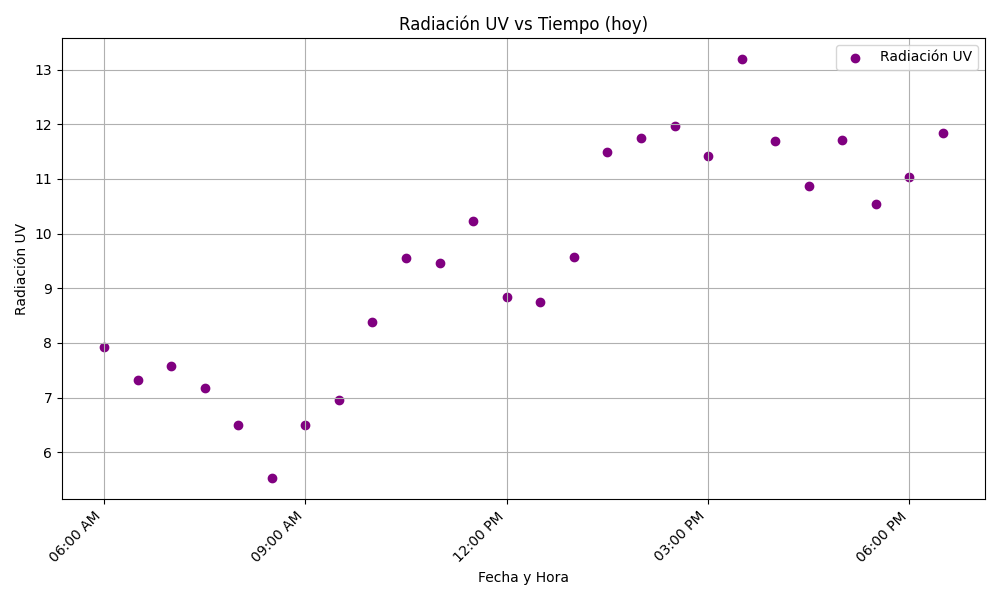 Radiación UV vs Tiempo (hoy)
Radiación UV
13
12
11
10
9
8
7
6
Radiación UV
06:00 AM
09:00 AM
12:00 PM
03:00 PM
06:00 PM
Fecha y Hora